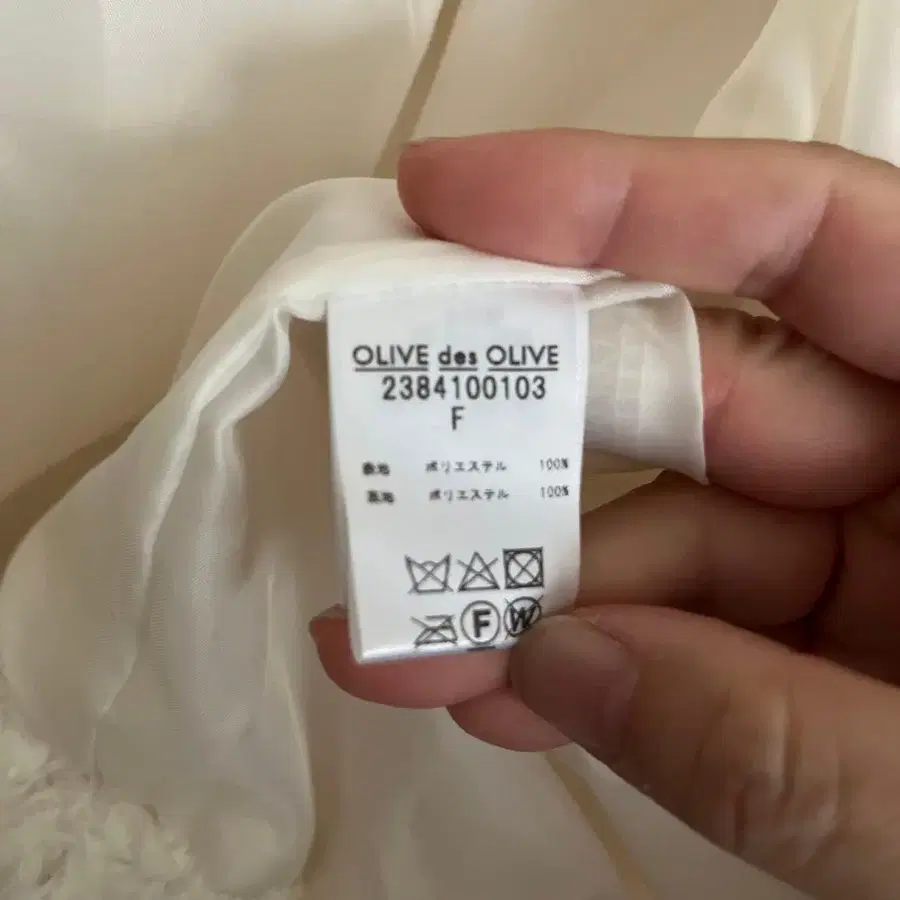 OLIVE des OLIVE
2384100103
F
表地 ポリエステル 100%
裏地 ポリエステル 100%
F W